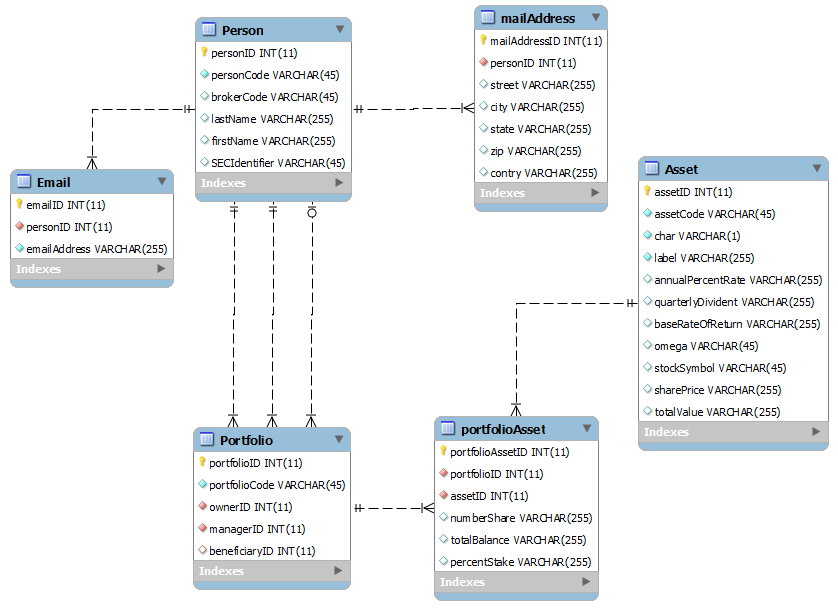 Person
personID INT(11)
personCode VARCHAR(45)
brokerCode VARCHAR(45)
lastName VARCHAR(255)
firstName VARCHAR(255)
SECIdentifier VARCHAR(45)
Indexes
mailAddress
mailAddressID INT(11)
personID INT(11)
street VARCHAR(255)
city VARCHAR(255)
state VARCHAR(255)
zip VARCHAR(255)
contry VARCHAR(255)
Indexes
Email
emailID INT(11)
personID INT(11)
emailAddress VARCHAR(255)
Indexes
Asset
assetID INT(11)
assetCode VARCHAR(45)
char VARCHAR(1)
label VARCHAR(255)
annualPercentRate VARCHAR(255)
quarterlyDivident VARCHAR(255)
baseRateOfReturn VARCHAR(255)
omega VARCHAR(45)
stockSymbol VARCHAR(45)
sharePrice VARCHAR(255)
totalValue VARCHAR(255)
Indexes
Portfolio
portfolioID INT(11)
portfolioCode VARCHAR(45)
ownerID INT(11)
managerID INT(11)
beneficiaryID INT(11)
Indexes
portfolioAsset
portfolioAssetID INT(11)
portfolioID INT(11)
assetID INT(11)
numberShare VARCHAR(255)
totalBalance VARCHAR(255)
percentStake VARCHAR(255)
Indexes